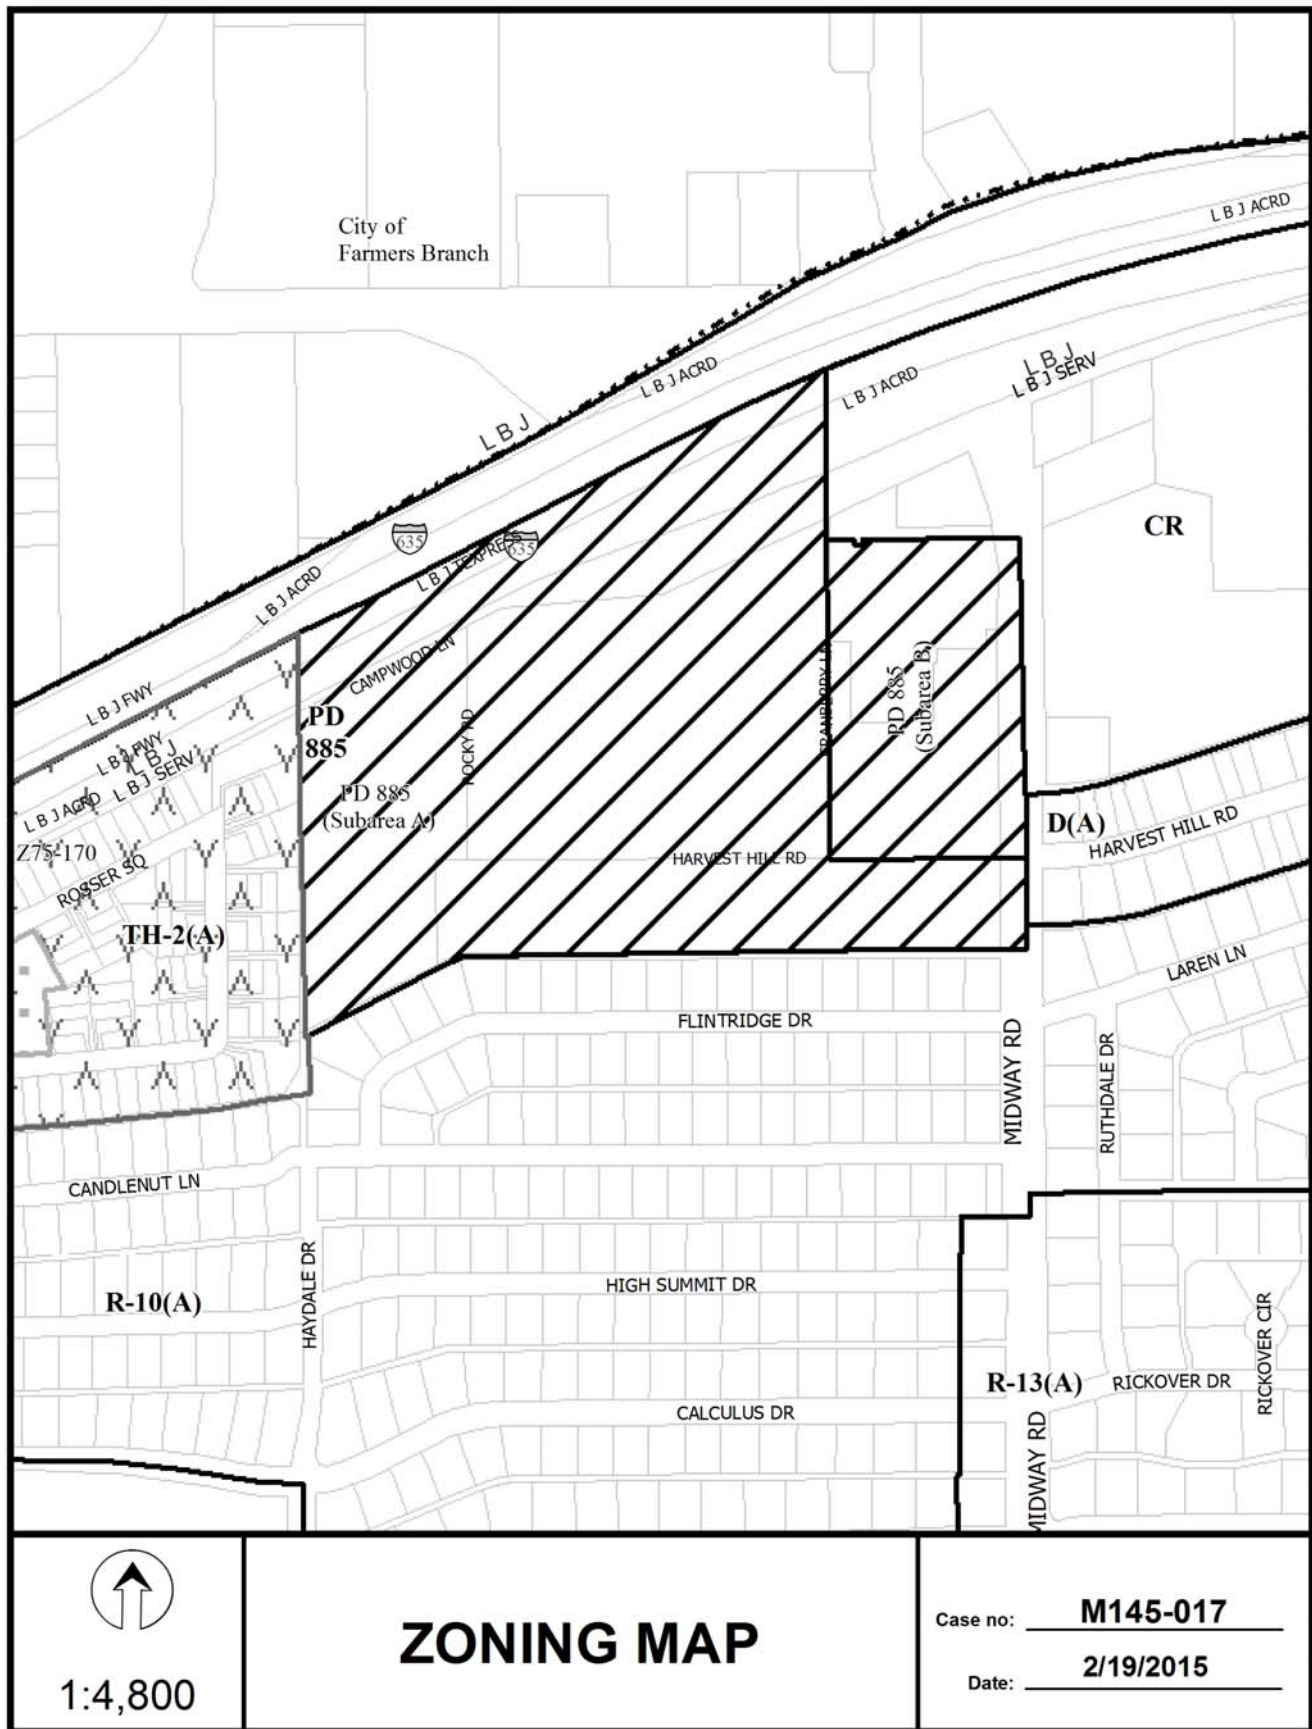 City of
Farmers Branch
L B J ACRD
L B J ACRD
L B J
L B J ACRD
L B J
L B J SERV
CR
635
635
L B J TEXPRESS
L B J ACRD
CAMPWOOD LN
L B J FWY
PD
885
ROCKY RD
PD 885
(Subarea B)
L B J FWY
L B J
L B J SERV
L B J ACRD
PD 885
(Subarea A)
Z75-170
ROSSER SQ
HARVEST HILL RD
D(A)
HARVEST HILL RD
TH-2(A)
LAREN LN
FLINTRIDGE DR
MIDWAY RD
RUTHDALE DR
CANDLENUT LN
HAYDALE DR
HIGH SUMMIT DR
R-10(A)
RICKOVER CIR
R-13(A)
RICKOVER DR
CALCULUS DR
MIDWAY RD
1:4,800
ZONING MAP
Case no: M145-017
Date: 2/19/2015